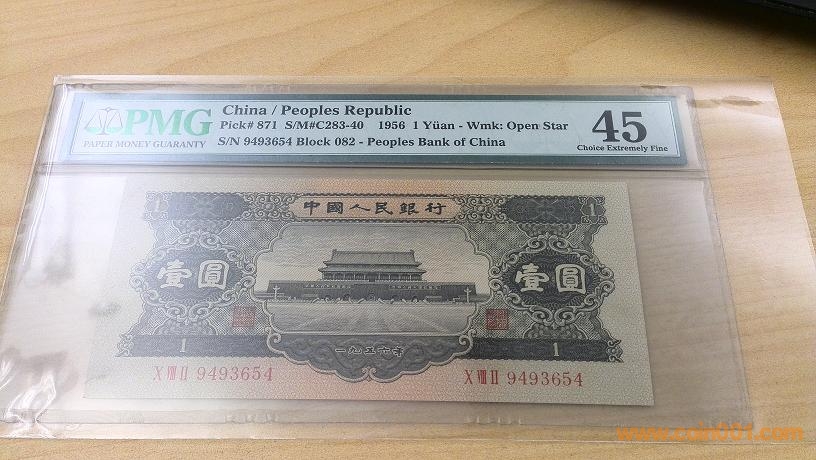 PMG
PAPER MONEY GUARANTY
China / Peoples Republic
Pick# 871 S/M#C283-40 1956 1 Yüan - Wmk: Open Star
S/N 9493654 Block 082 - Peoples Bank of China
45
Choice Extremely Fine
中國人民銀行
1
1
壹圓
壹圓
1
1
一九五六年
X VIII II 9493654
X VIII II 9493654
www.coin001.com